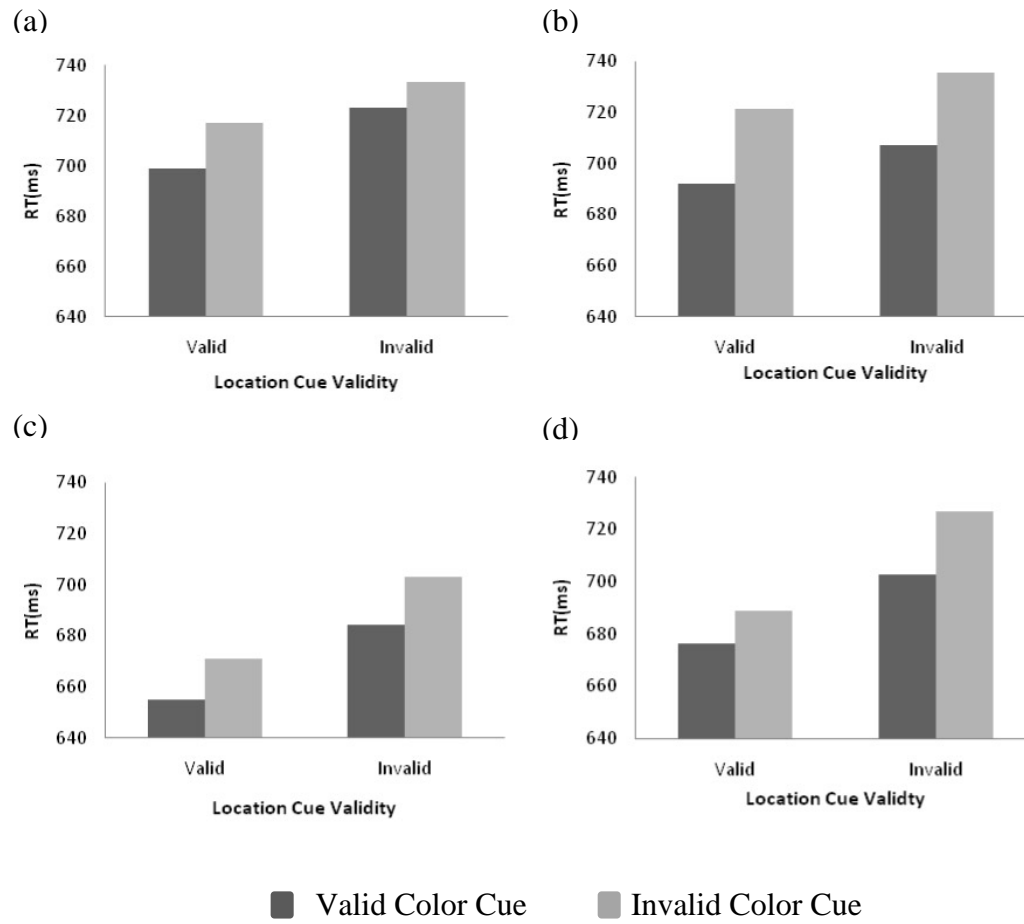 (a)
740
720
700
680
660
640
RT(ms)
Valid
Invalid
Location Cue Validity
(b)
740
720
700
680
660
640
RT(ms)
Valid
Invalid
Location Cue Validity
(c)
740
720
700
680
660
640
RT(ms)
Valid
Invalid
Location Cue Validity
(d)
740
720
700
680
660
640
RT(ms)
Valid
Invalid
Location Cue Validty
Valid Color Cue
Invalid Color Cue